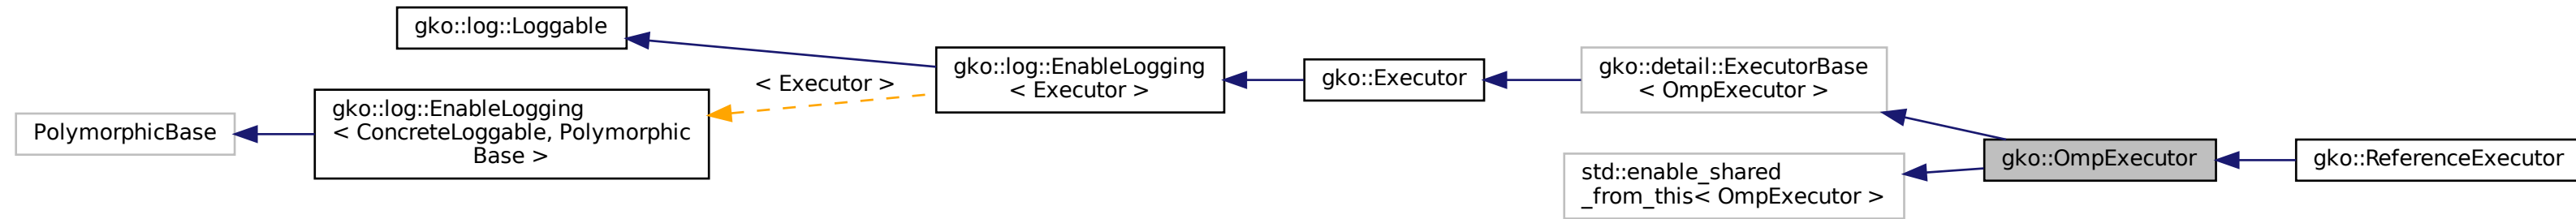 gko::log::Loggable
PolymorphicBase
gko::log::EnableLogging
< ConcreteLoggable, Polymorphic
Base >
< Executor >
gko::log::EnableLogging
< Executor >
gko::Executor
gko::detail::ExecutorBase
< OmpExecutor >
std::enable_shared
_from_this< OmpExecutor >
gko::OmpExecutor
gko::ReferenceExecutor